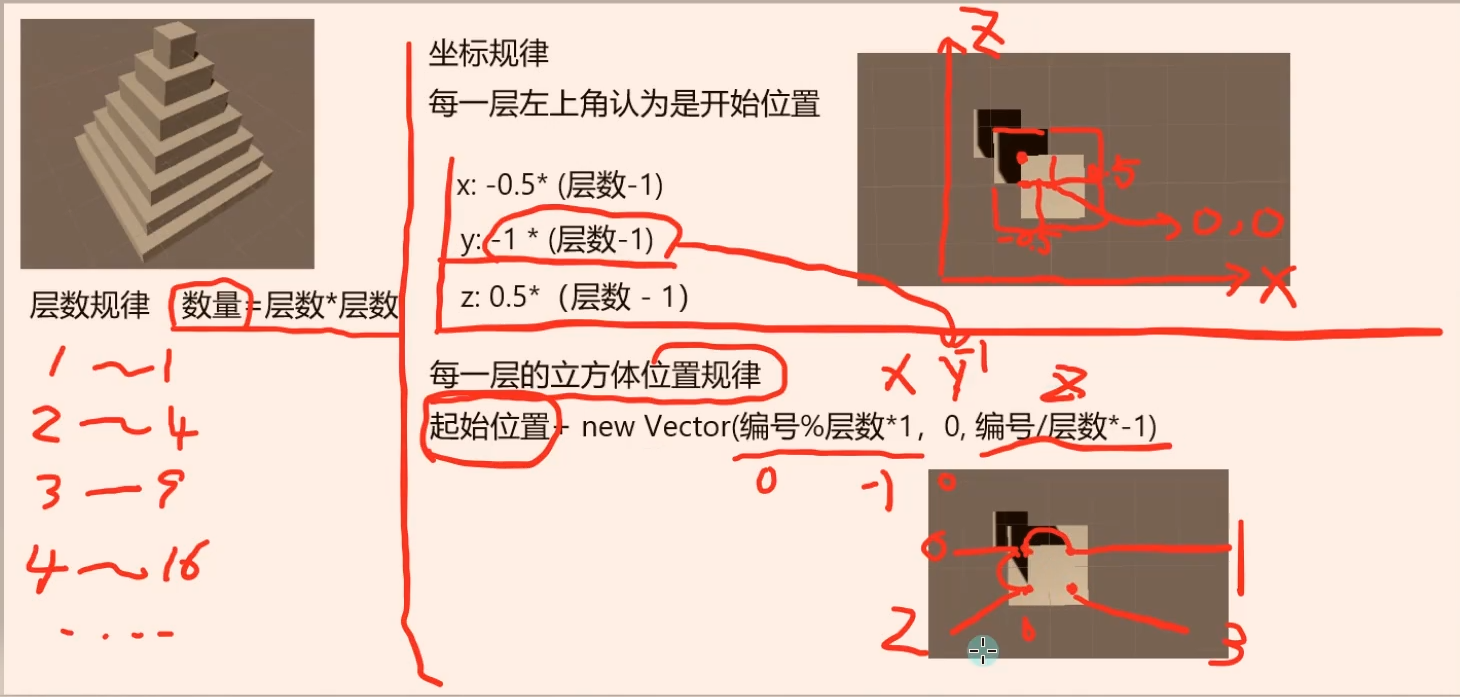 坐标规律
每一层左上角认为是开始位置
x: -0.5* (层数-1)
y: -1 * (层数-1)
z: 0.5*（层数 - 1）
层数规律 数量=层数*层数
1 ~ 1
2 ~ 4
3 — 9
4 ~ 16
Z
0.5
0,0
-0.5
X
每一层的立方体位置规律
X y-1 Z
起始位置+ new Vector(编号%层数*1， 0, 编号/层数*-1)
0 -1 0
0 1
2 3